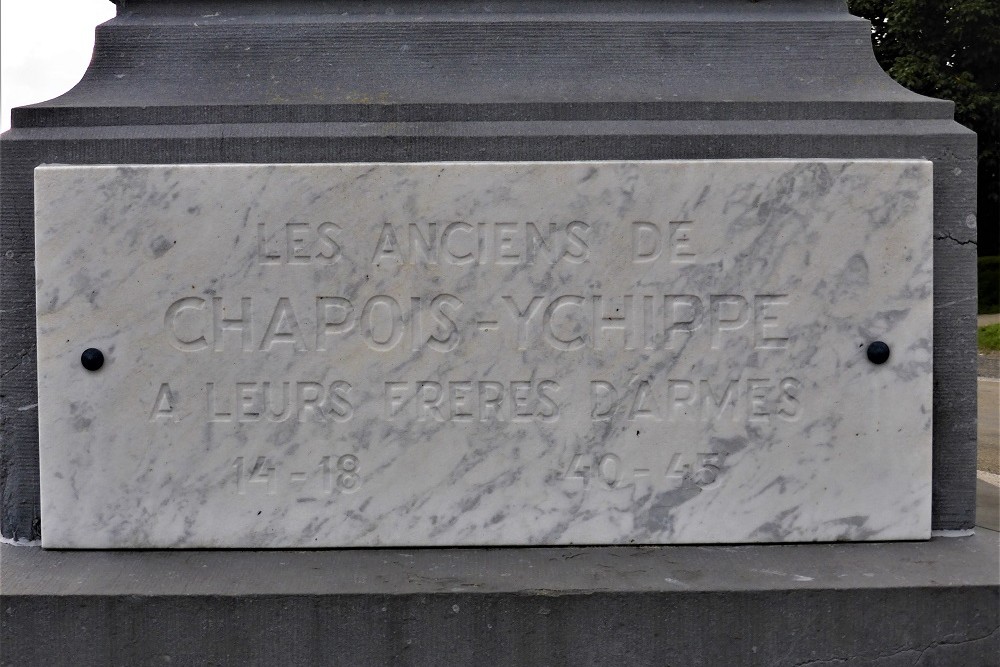 LES ANCIENS DE
CHAPOIS-YCHIPPE
A LEURS FRERES D'ARMES
14-18 40-45